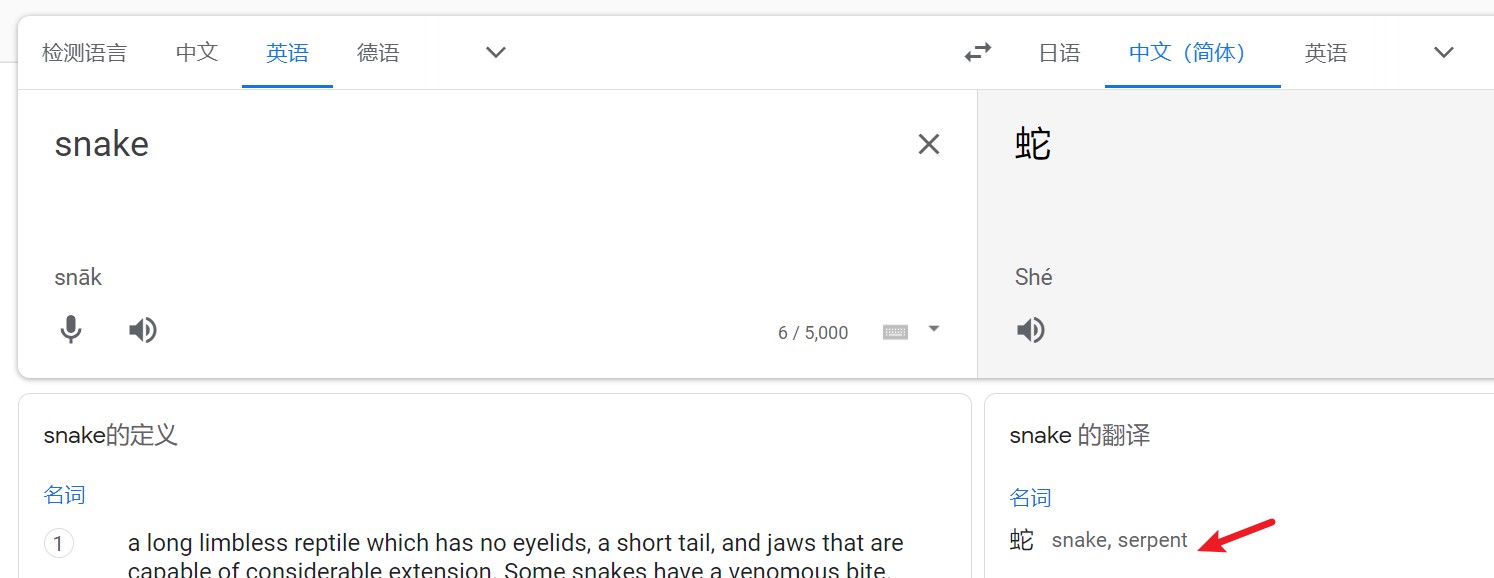 检测语言 中文 英语 德语 日语 中文（简体） 英语
snake 蛇
snāk Shé
6 / 5,000
snake的定义 snake 的翻译
名词 名词
1 a long limbless reptile which has no eyelids, a short tail, and jaws that are 蛇 snake, serpent
capable of considerable extension. Some snakes have a venomous bite.